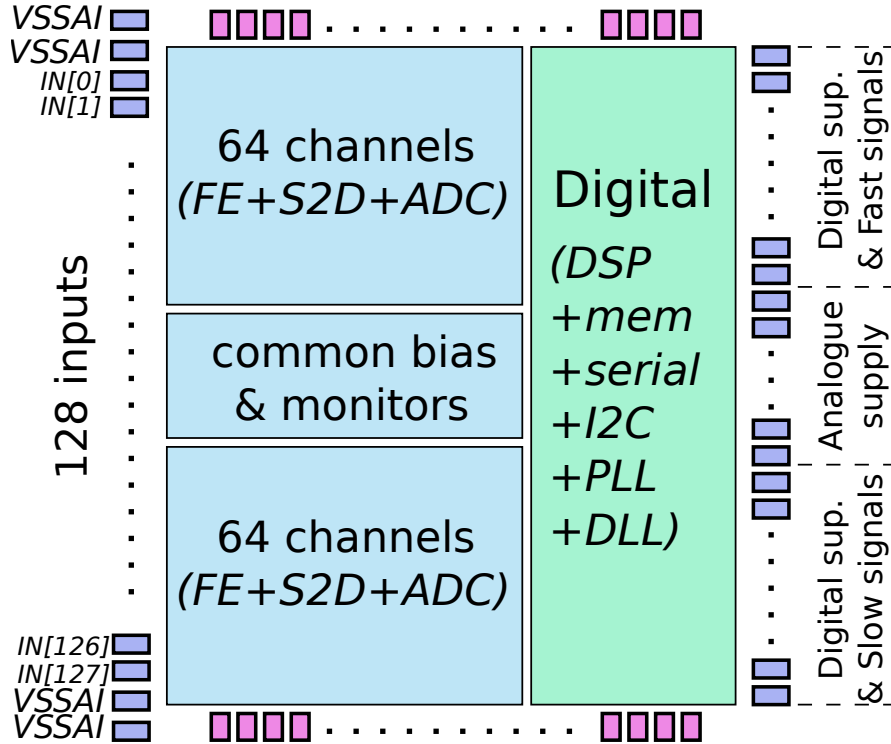 VSSAI
VSSAI
IN[0]
IN[1]
128 inputs
IN[126]
IN[127]
VSSAI
VSSAI
64 channels
(FE+S2D+ADC)
common bias
& monitors
64 channels
(FE+S2D+ADC)
Digital
(DSP
+mem
+serial
+I2C
+PLL
+DLL)
Digital sup.
& Fast signals
Analogue
supply
Digital sup.
& Slow signals